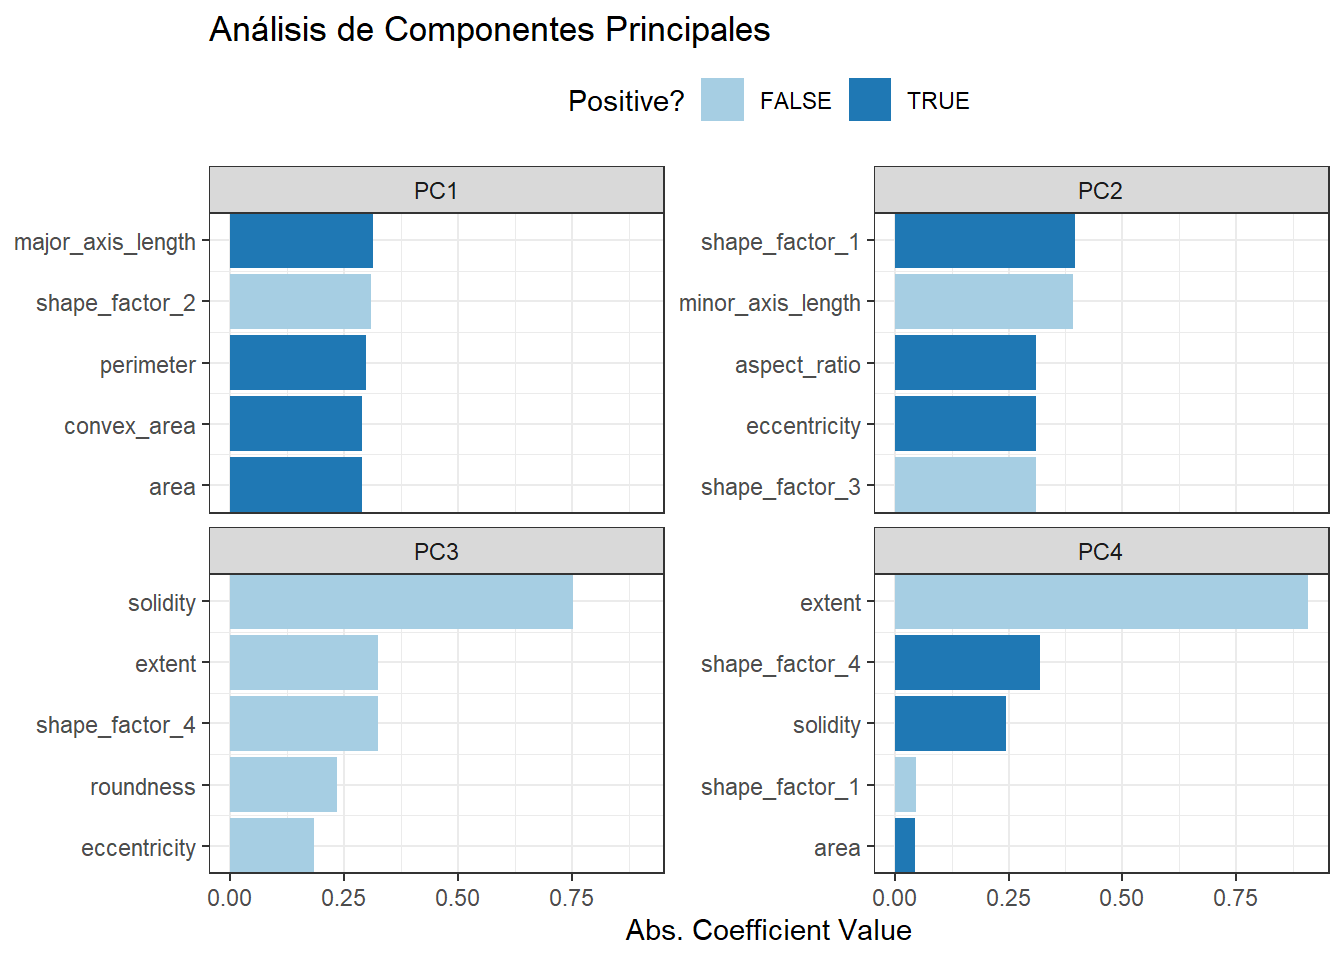 Análisis de Componentes Principales
Positive? FALSE TRUE
PC1
major_axis_length
shape_factor_2
perimeter
convex_area
area
PC2
shape_factor_1
minor_axis_length
aspect_ratio
eccentricity
shape_factor_3
PC3
solidity
extent
shape_factor_4
roundness
eccentricity
0.00 0.25 0.50 0.75
PC4
extent
shape_factor_4
solidity
shape_factor_1
area
0.00 0.25 0.50 0.75
Abs. Coefficient Value